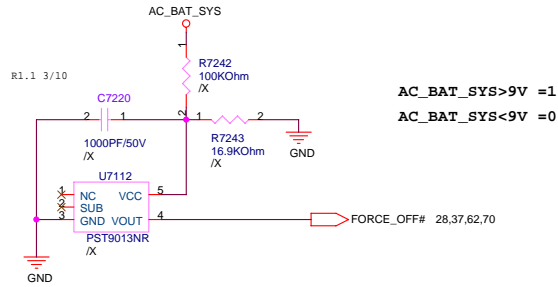 AC_BAT_SYS
1
R7242
100KOhm
/X
R1.1 3/10
AC_BAT_SYS>9V =1
AC_BAT_SYS<9V =0
C7220
2
2 1
1 2
1000PF/50V
/X
R7243
16.9KOhm
/X
GND
U7112
1 NC VCC 5
2 SUB
3 GND VOUT 4
PST9013NR
/X
FORCE_OFF# 28,37,62,70
GND